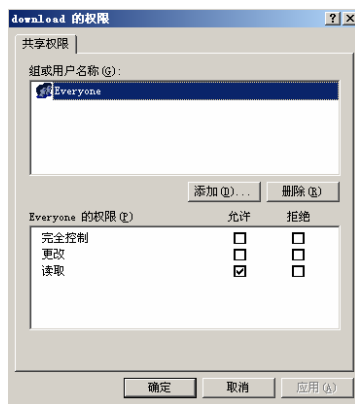 download 的权限
共享权限
组或用户名称(G):
Everyone
添加(D)... 删除(R)
Everyone 的权限(P) 允许 拒绝
完全控制
更改
读取
确定 取消 应用(A)